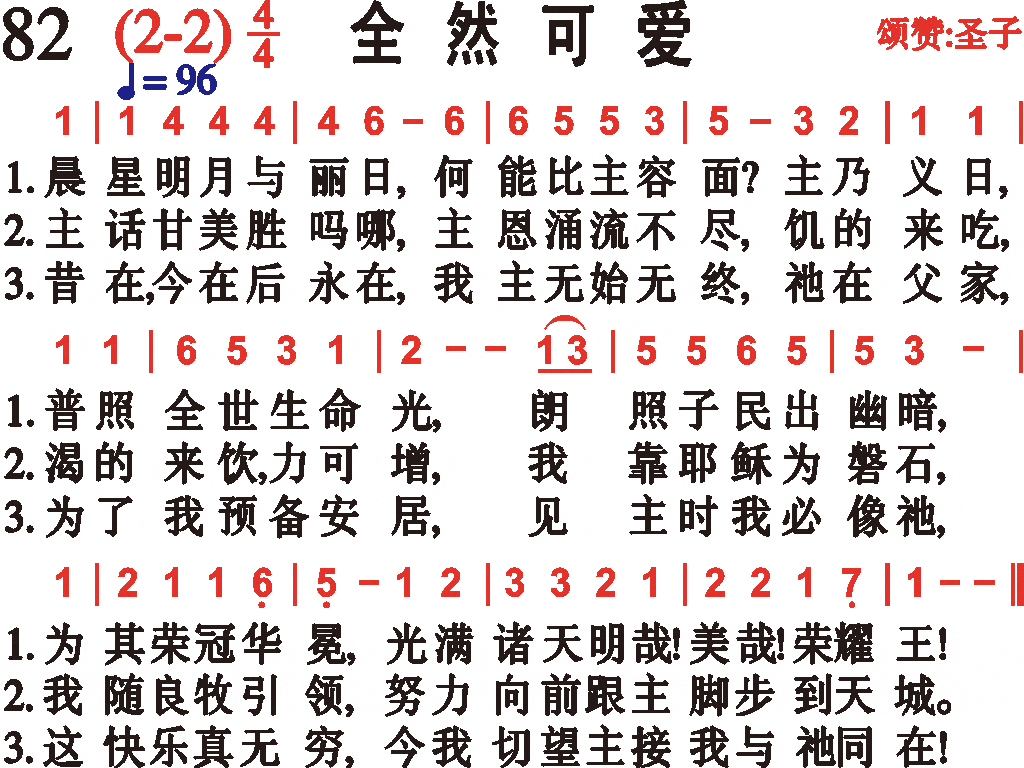 82 (2-2) 4/4 全然可爱 颂赞:圣子
♩=96
1 | 1 4 4 4 | 4 6 - 6 | 6 5 5 3 | 5 - 3 2 | 1 1 |
1.晨星明月与丽日,何能比主容面?主乃义日,
2.主话甘美胜吗哪,主恩涌流不尽,饥的来吃,
3.昔在,今在后永在,我主无始无终,祂在父家,
1 1 | 6 5 3 1 | 2 - - 1 3 | 5 5 6 5 | 5 3 - |
1.普照全世生命光,朗照子民出幽暗,
2.渴的来饮,力可增,我靠耶稣为磐石,
3.为了我预备安居,见主时我必像祂,
1 | 2 1 1 6̣ | 5̣ - 1 2 | 3 3 2 1 | 2 2 1 7̣ | 1 - - ‖
1.为其荣冠华冕,光满诸天明哉!美哉!荣耀王!
2.我随良牧引领,努力向前跟主脚步到天城。
3.这快乐真无穷,今我切望主接我与祂同在!